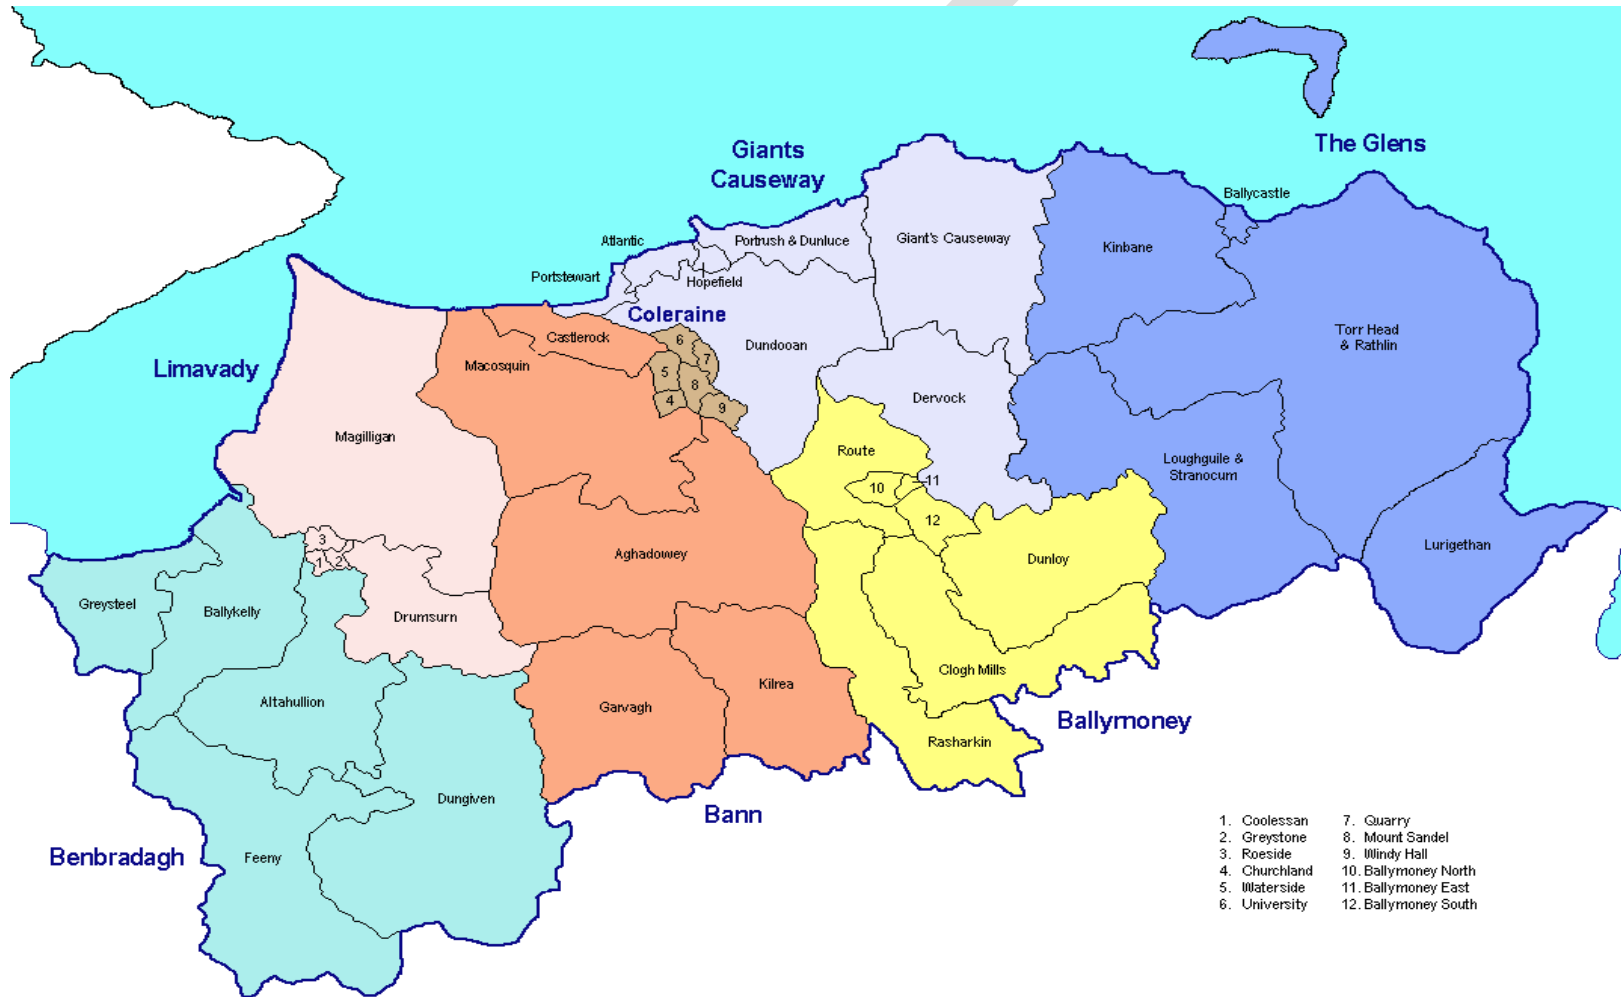 The Glens
Giants
Causeway
Ballycastle
Atlantic
Portrush & Dunluce
Giant's Causeway
Kinbane
Portstewart
Hopefield
Coleraine
Torr Head
& Rathlin
Castlerock
6
7
Dundooan
Limavady
Macosquin
5
8
4
9
Dervock
Magilligan
Route
Loughguile &
Stranocum
10
11
12
3
1
2
Aghadowey
Dunloy
Lurigethan
Greysteel
Ballykelly
Drumsurn
Altahullion
Garvagh
Kilrea
Clogh Mills
Ballymoney
Rasharkin
Dungiven
Bann
Benbradagh
Feeny
1. Coolessan
2. Greystone
3. Roeside
4. Churchland
5. Waterside
6. University
7. Quarry
8. Mount Sandel
9. Windy Hall
10. Ballymoney North
11. Ballymoney East
12. Ballymoney South